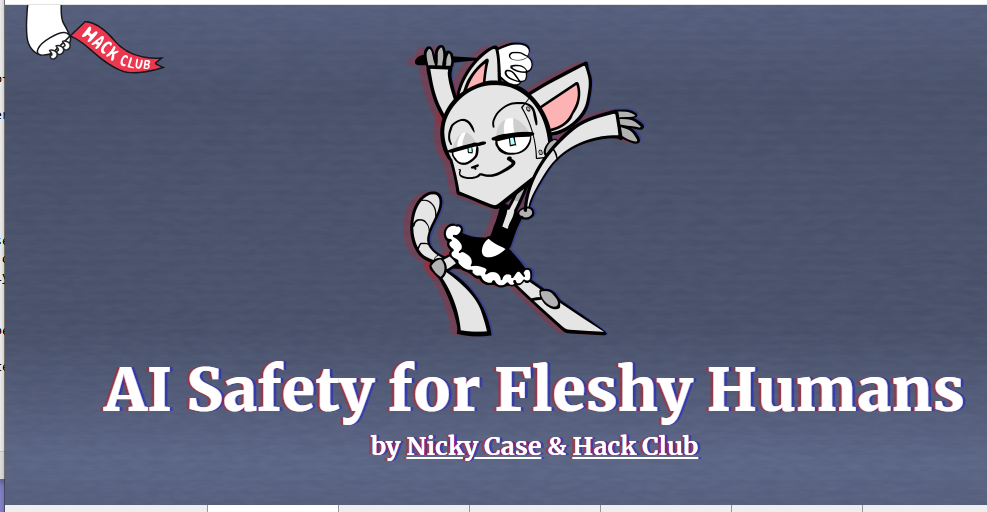 HACK CLUB
AI Safety for Fleshy Humans
by Nicky Case & Hack Club